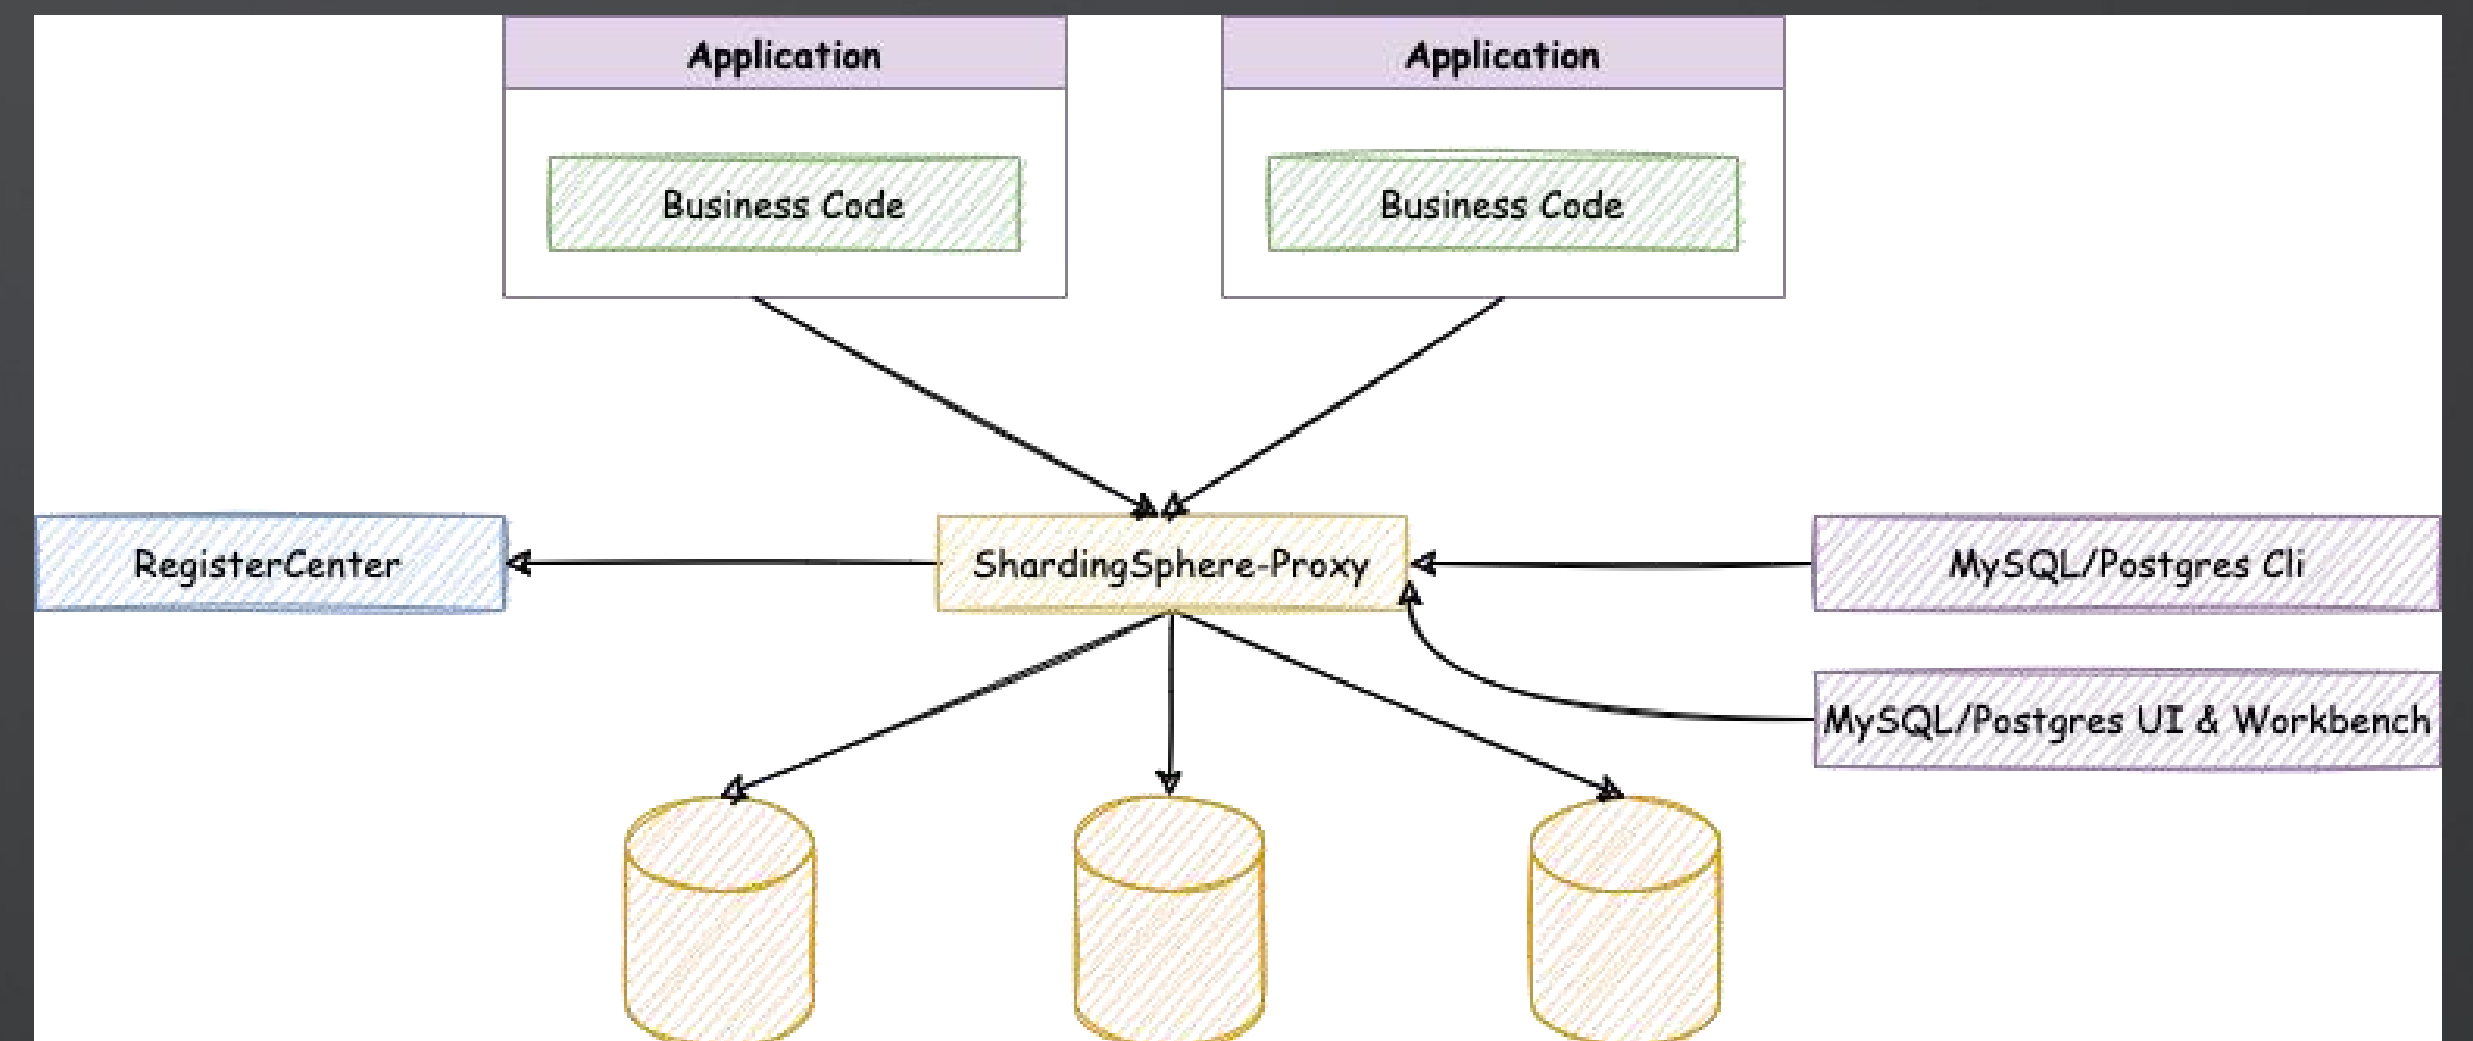 Application
Application
Business Code
Business Code
RegisterCenter
ShardingSphere-Proxy
MySQL/Postgres Cli
MySQL/Postgres UI & Workbench